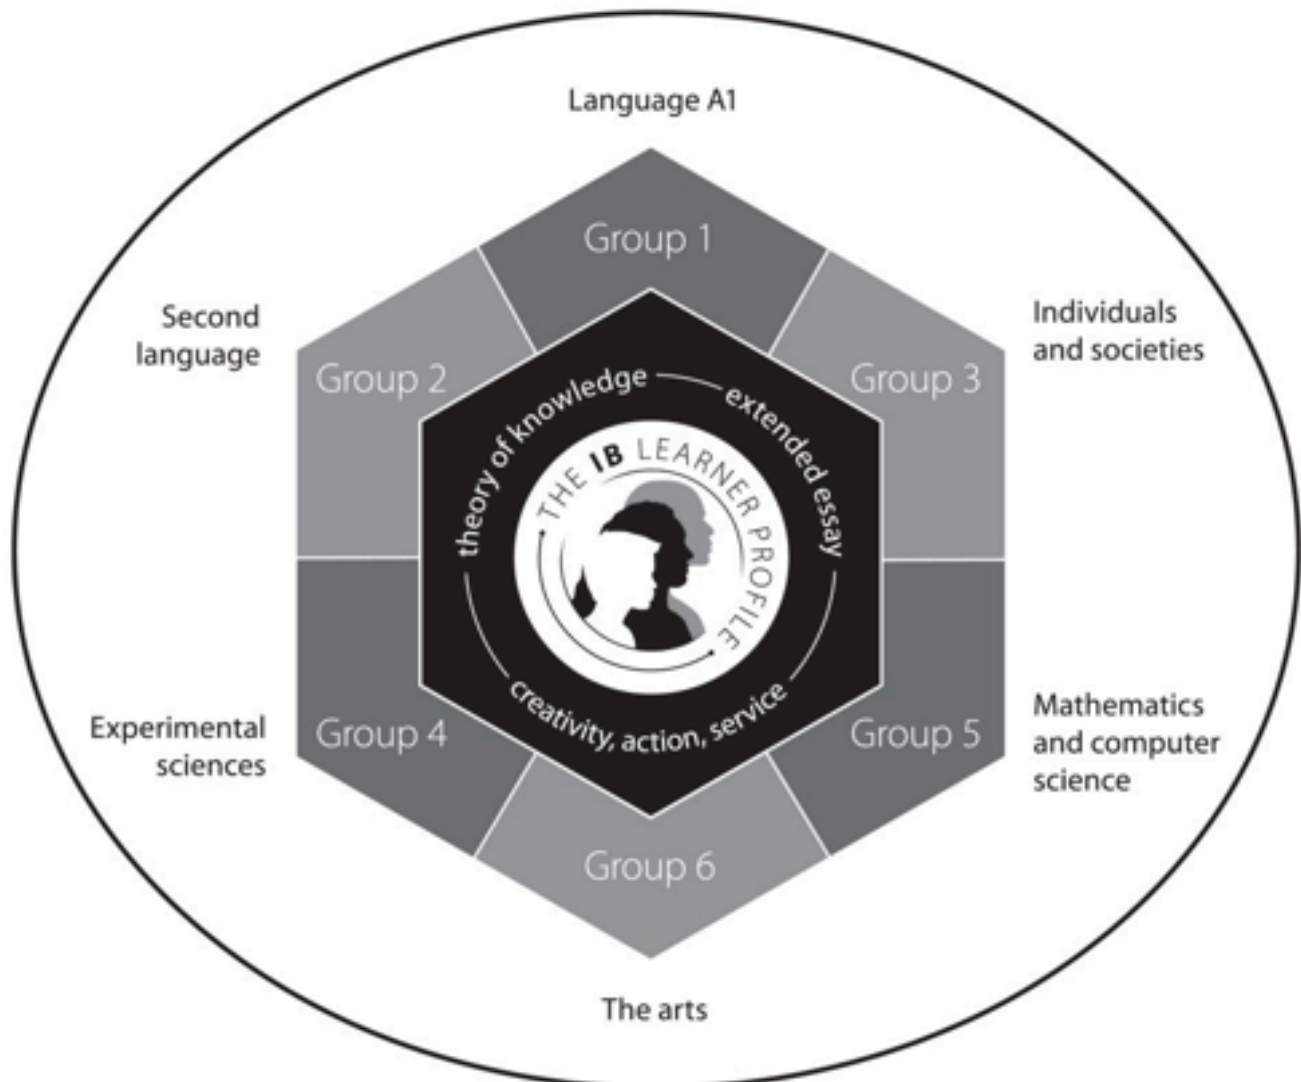 Language A1
Group 1
Second
language
Individuals
and societies
Group 2
Group 3
theory of knowledge
extended essay
THE IB LEARNER PROFILE
creativity, action, service
Experimental
sciences
Group 4
Group 5
Mathematics
and computer
science
Group 6
The arts